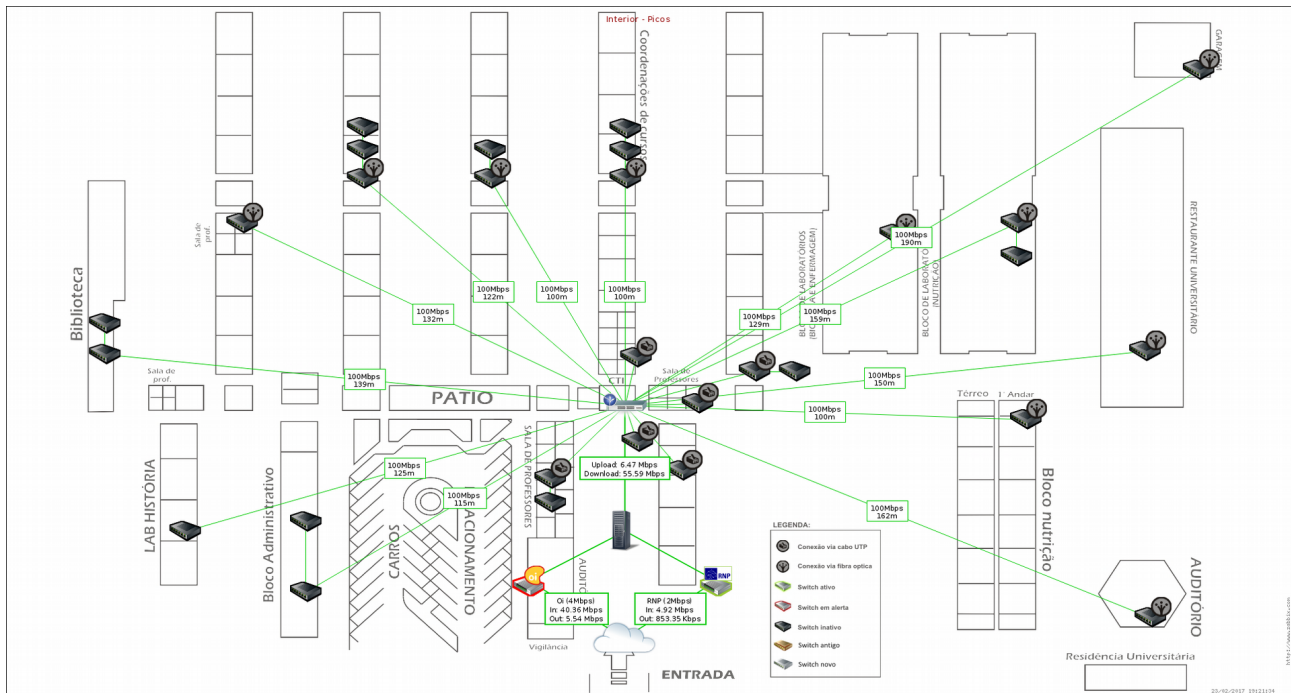 Interior - Picos
Coordenações de cursos
GARAGEM
Sala de
prof.
100Mbps
190m
RESTAURANTE UNIVERSITÁRIO
BLOCO DE LABORATÓRIOS
(NUTRIÇÃO)
Biblioteca
100Mbps
132m
100Mbps
122m
100Mbps
100m
100Mbps
100m
100Mbps
129m
100Mbps
159m
Sala de
prof.
100Mbps
139m
PATIO
CTI
Sala de
Professores
100Mbps
150m
100Mbps
100m
Térreo
1° Andar
LAB HISTÓRIA
Bloco Administrativo
100Mbps
125m
100Mbps
115m
CARROS
SALA DE PROFESSORES
Upload: 6.47 Mbps
Download: 55.59 Mbps
100Mbps
162m
Bloco nutrição
AUDITÓRIO
oi
RNP
Oi (4Mbps)
In: 40.36 Mbps
Out: 5.54 Mbps
RNP (2Mbps)
In: 4.92 Mbps
Out: 853.35 Kbps
Vigilância
ENTRADA
LEGENDA:
Conexão via cabo UTP
Conexão via fibra optica
Switch ativo
Switch em alerta
Switch inativo
Switch antigo
Switch novo
Residência Universitária